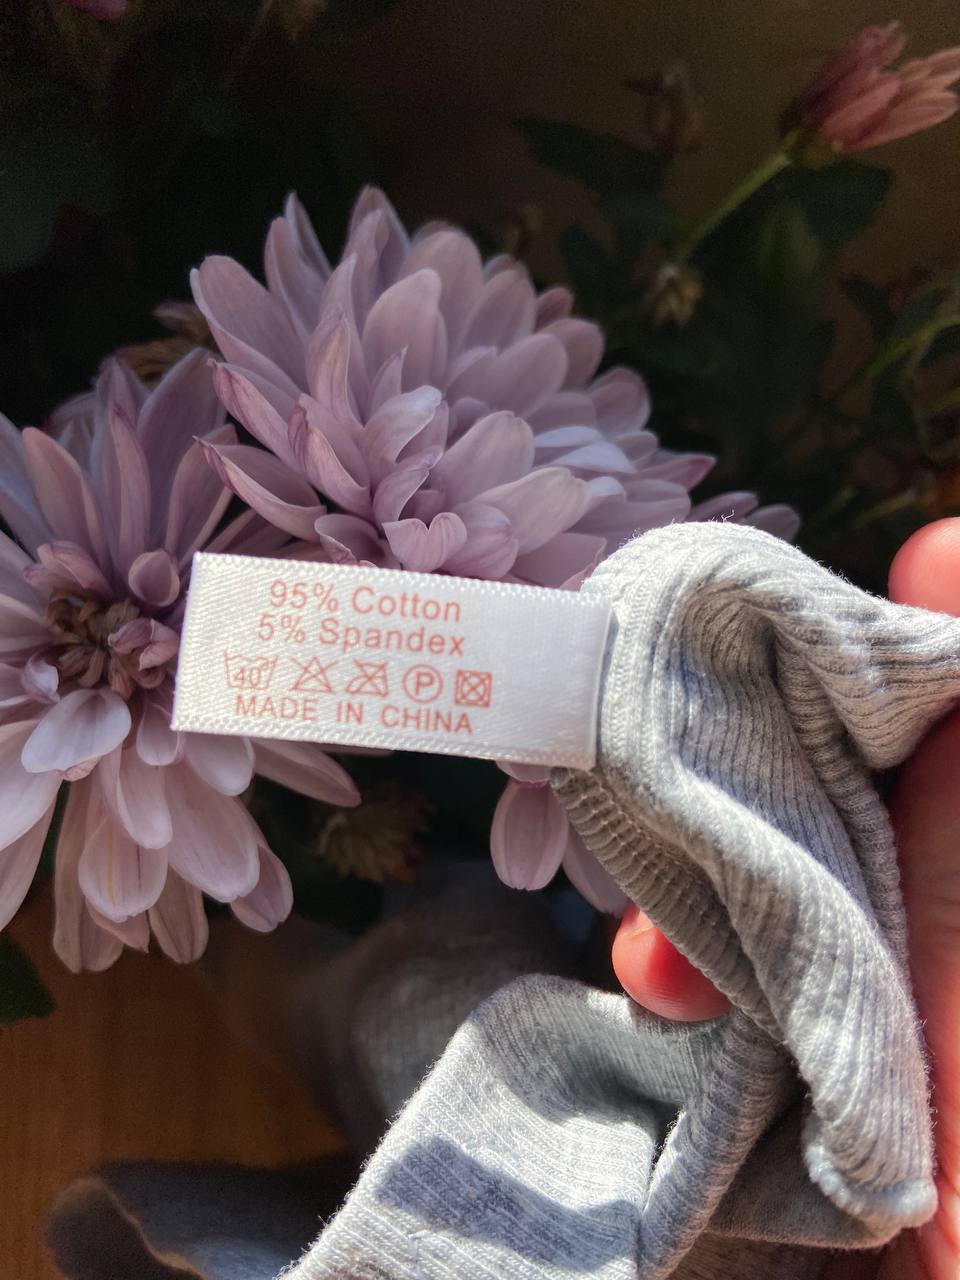 95% Cotton
5% Spandex
40 P
MADE IN CHINA